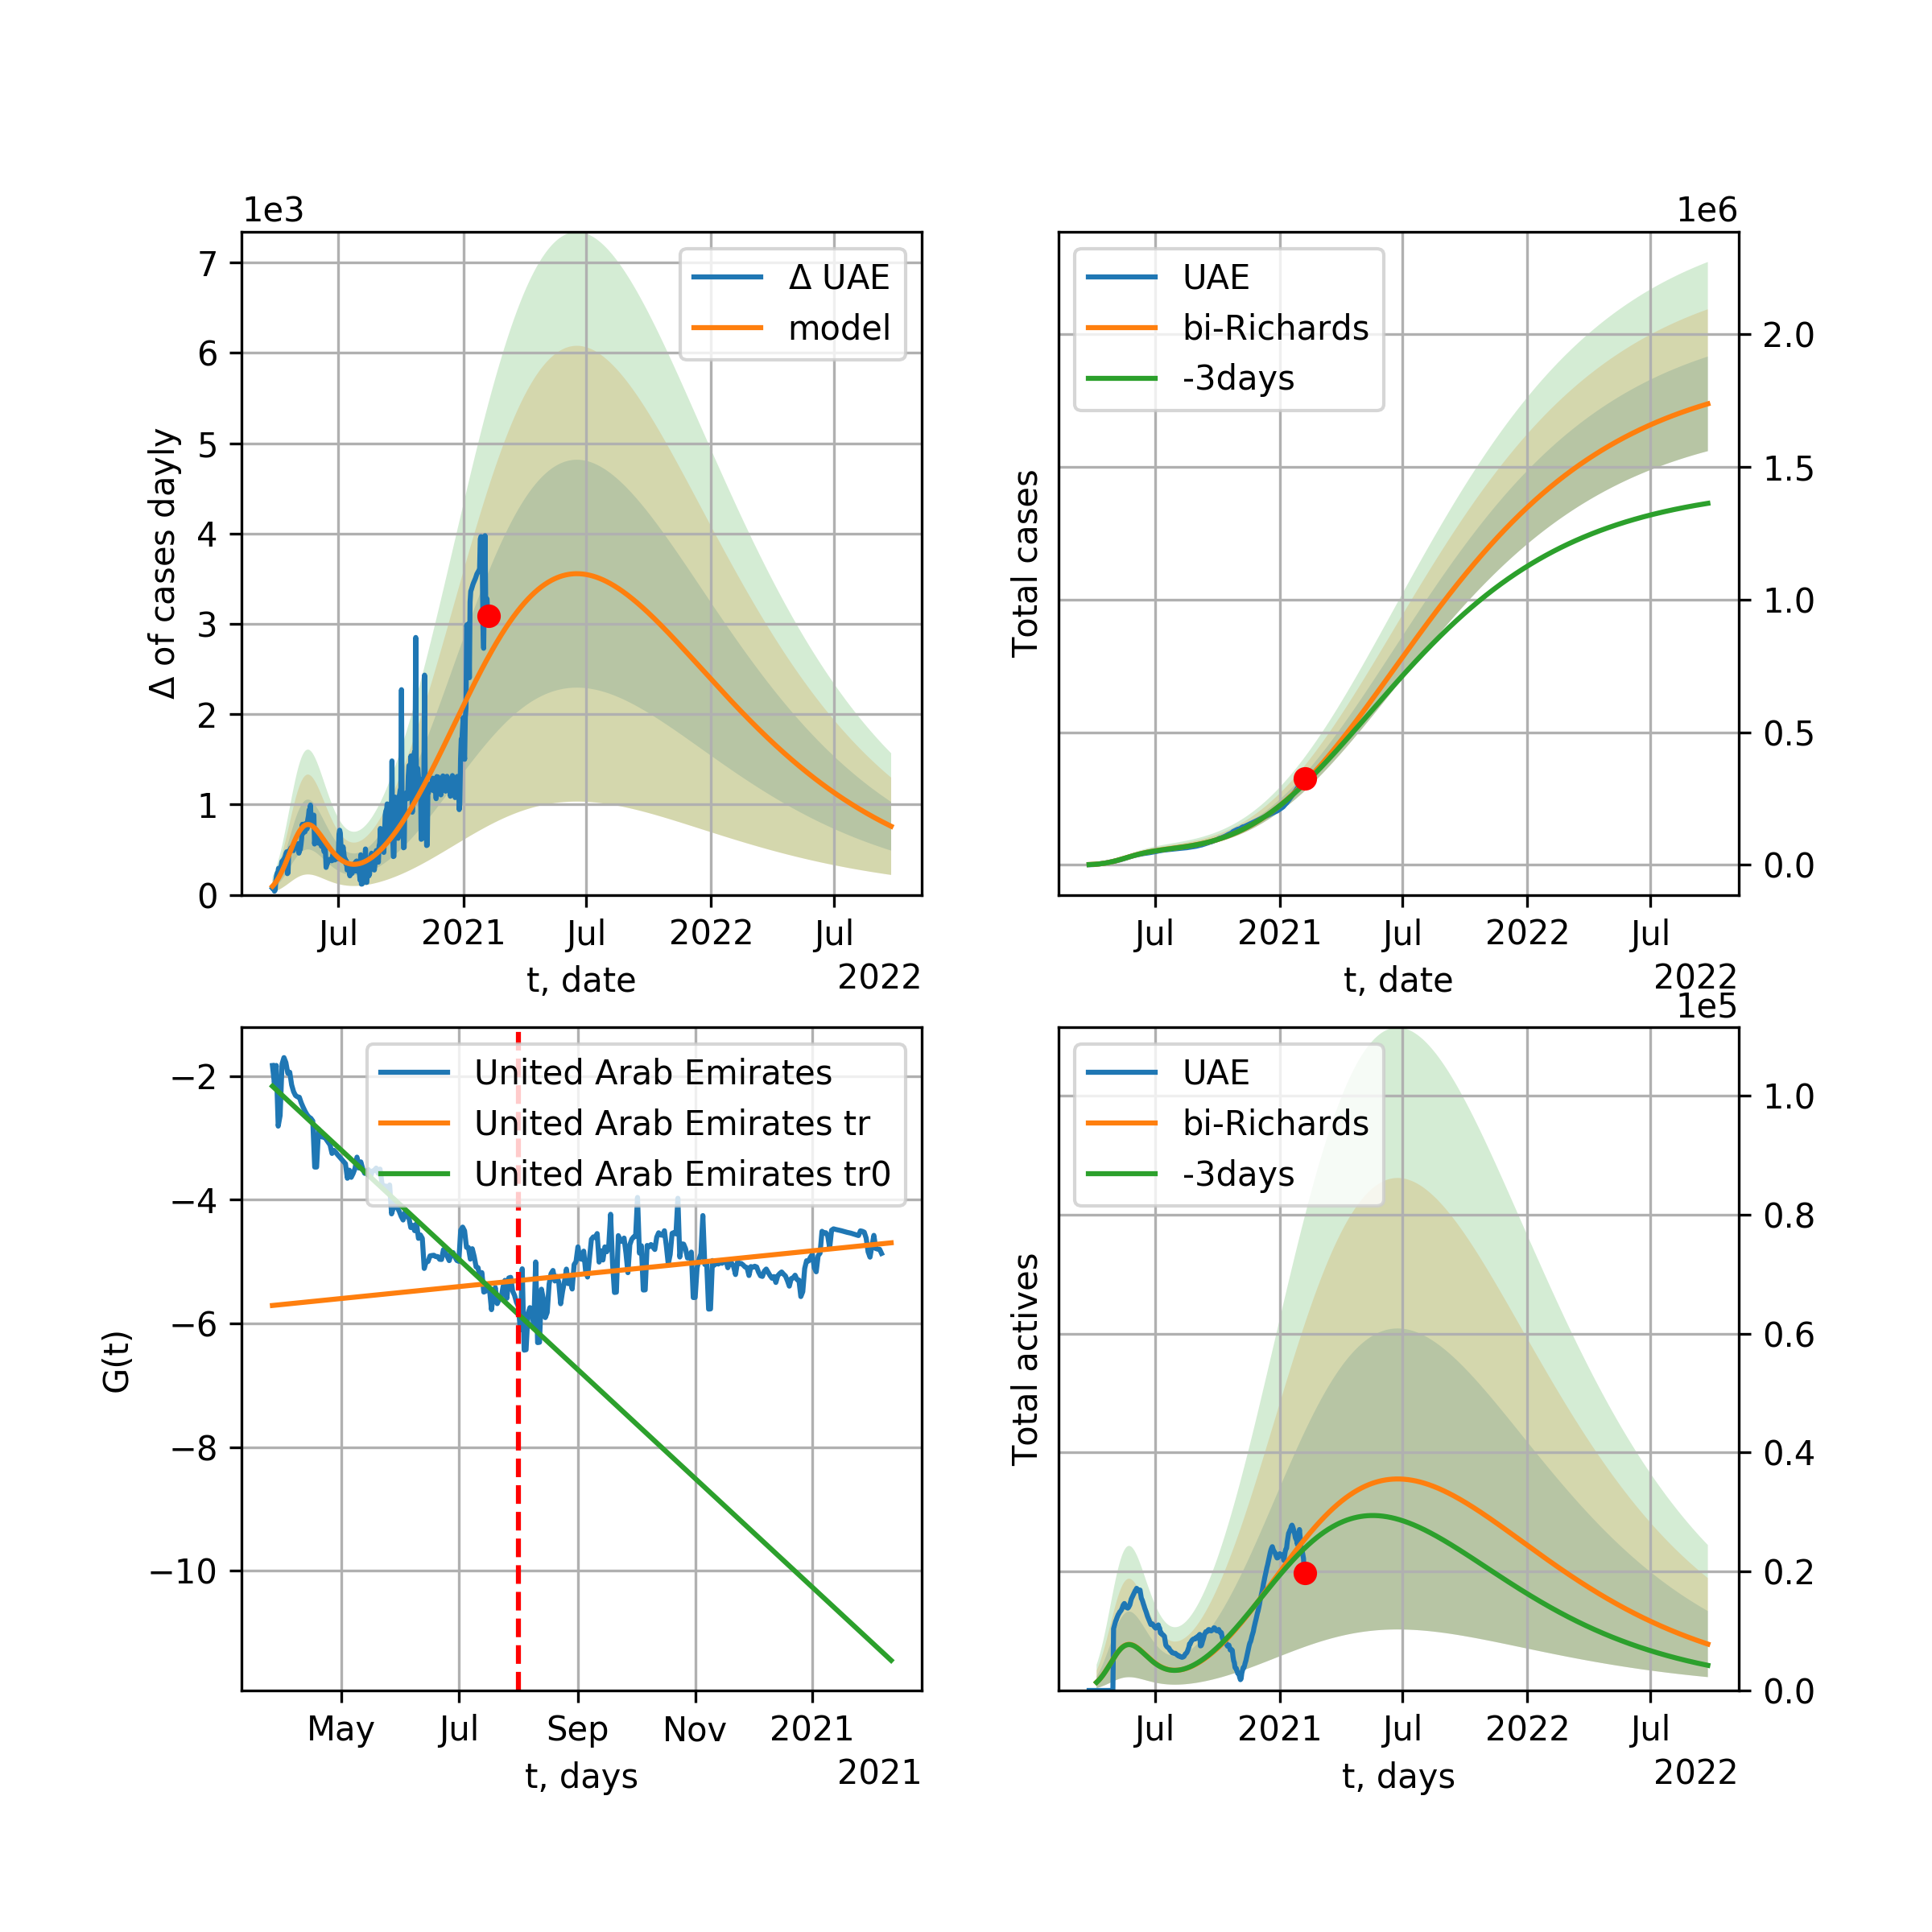 1e3
7
6
5
4
3
2
1
0
Δ of cases dayly
Δ UAE
model
Jul
2021
Jul
2022
Jul
t, date
2022
1e6
UAE
bi-Richards
-3days
Total cases
2.0
1.5
1.0
0.5
0.0
Jul
2021
Jul
2022
Jul
t, date
2022
−2
−4
−6
−8
−10
G(t)
United Arab Emirates
United Arab Emirates tr
United Arab Emirates tr0
May
Jul
Sep
Nov
2021
t, days
2021
1e5
UAE
bi-Richards
-3days
Total actives
1.0
0.8
0.6
0.4
0.2
0.0
Jul
2021
Jul
2022
Jul
t, days
2022